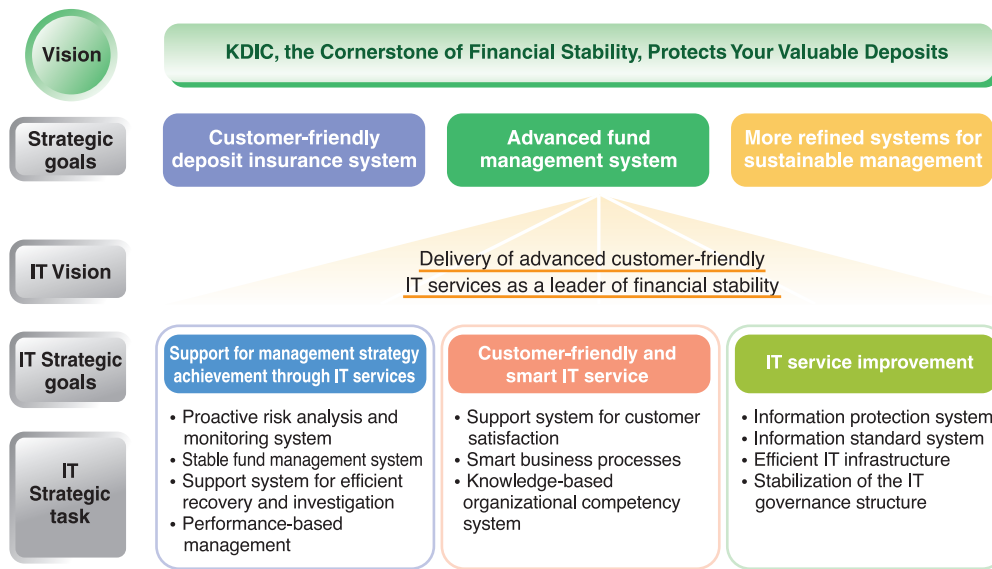 Vision
KDIC, the Cornerstone of Financial Stability, Protects Your Valuable Deposits
Strategic
goals
Customer-friendly
deposit insurance system
Advanced fund
management system
More refined systems for
sustainable management
IT Vision
Delivery of advanced customer-friendly
IT services as a leader of financial stability
IT Strategic
goals
Support for management strategy
achievement through IT services
Customer-friendly and
smart IT service
IT service improvement
IT
Strategic
task
• Proactive risk analysis and
monitoring system
• Stable fund management system
• Support system for efficient
recovery and investigation
• Performance-based
management
• Support system for customer
satisfaction
• Smart business processes
• Knowledge-based
organizational competency
system
• Information protection system
• Information standard system
• Efficient IT infrastructure
• Stabilization of the IT
governance structure